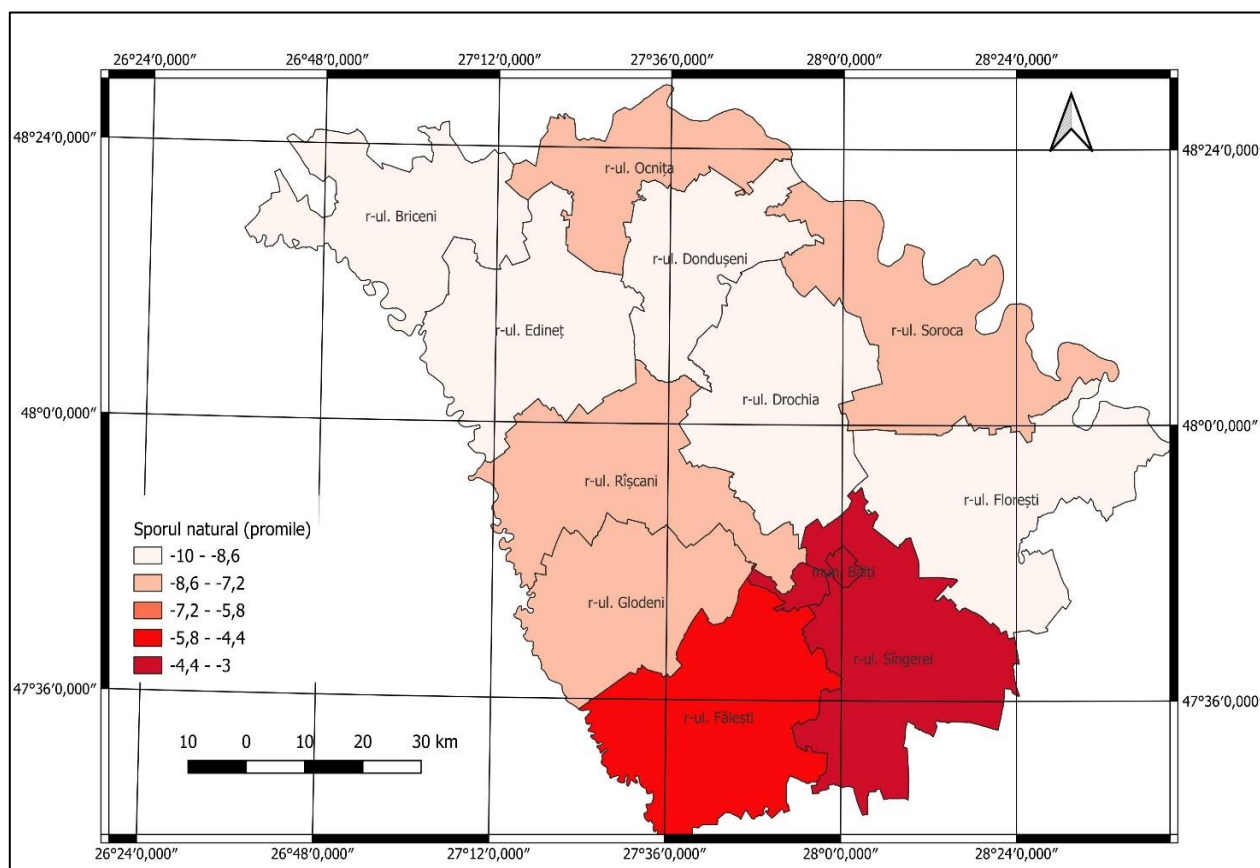 26°24′0,000″ 26°48′0,000″ 27°12′0,000″ 27°36′0,000″ 28°0′0,000″ 28°24′0,000″
48°24′0,000″ 48°24′0,000″
r-ul. Ocnița
r-ul. Briceni
r-ul. Dondușeni
r-ul. Edineț r-ul. Soroca
r-ul. Drochia
48°0′0,000″ 48°0′0,000″
r-ul. Rîșcani
r-ul. Florești
Sporul natural (promile)
-10 - -8,6
-8,6 - -7,2
-7,2 - -5,8
-5,8 - -4,4
-4,4 - -3
mun. Bălți
r-ul. Glodeni
r-ul. Sîngerei
47°36′0,000″ 47°36′0,000″
r-ul. Fălești
10 0 10 20 30 km
26°24′0,000″ 26°48′0,000″ 27°12′0,000″ 27°36′0,000″ 28°0′0,000″ 28°24′0,000″